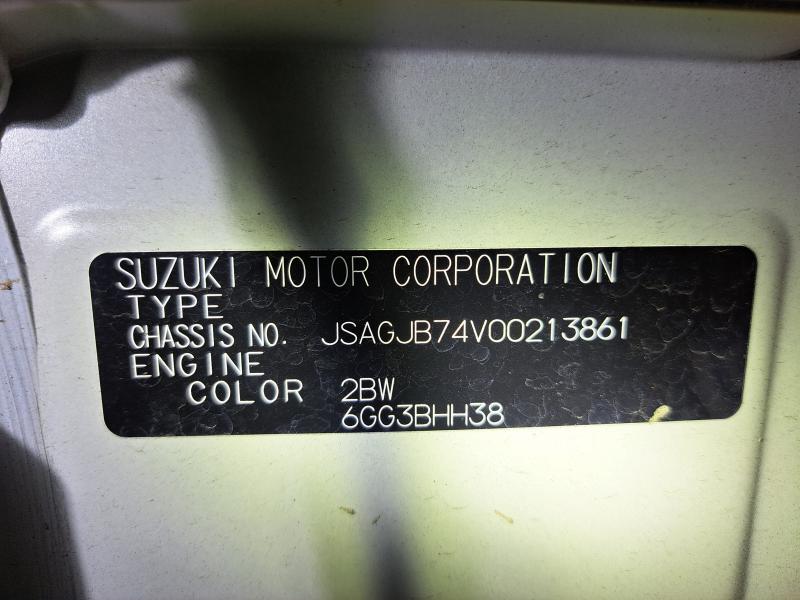 SUZUKI MOTOR CORPORATION
TYPE
CHASSIS NO. JSAGJB74V00213861
ENGINE
COLOR 2BW
6GG3BHH38